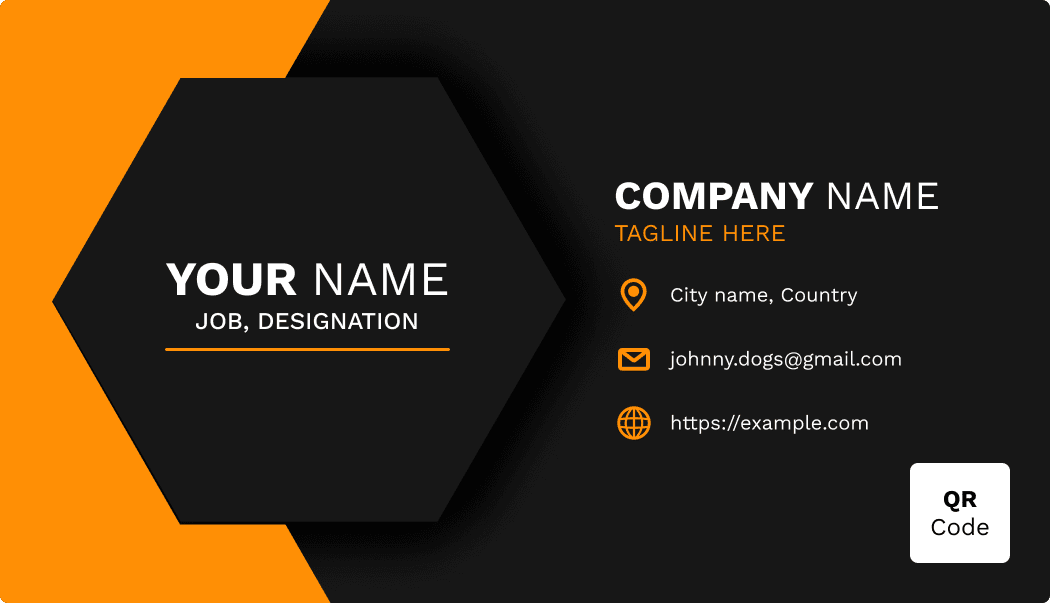 YOUR NAME
JOB, DESIGNATION
COMPANY NAME
TAGLINE HERE
City name, Country
johnny.dogs@gmail.com
https://example.com
QR
Code